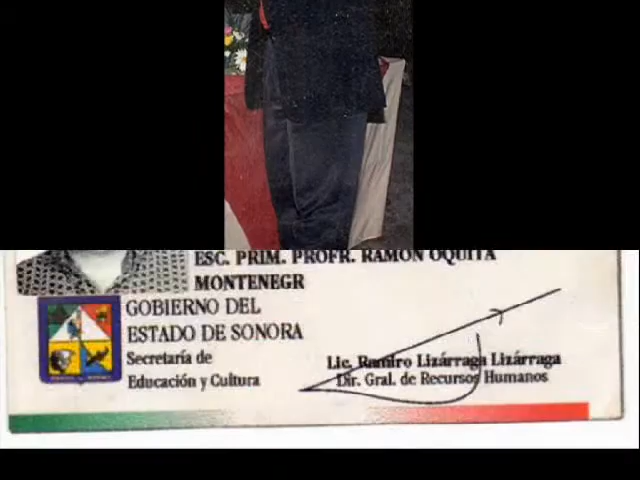 ESC. PRIM. PROFR. RAMON OQUITA
MONTENEGR
GOBIERNO DEL
ESTADO DE SONORA
Secretaría de
Educación y Cultura
Lic. Ramiro Lizárraga Lizárraga
Dir. Gral. de Recursos Humanos